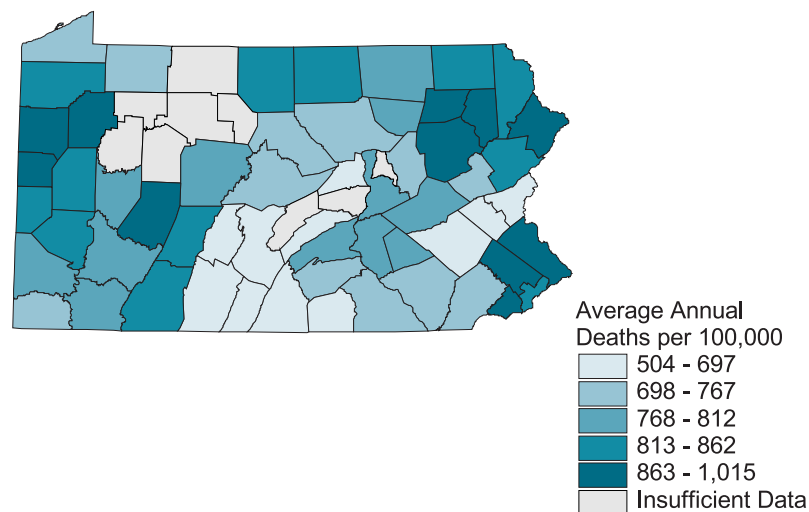 Average Annual
Deaths per 100,000
504 - 697
698 - 767
768 - 812
813 - 862
863 - 1,015
Insufficient Data